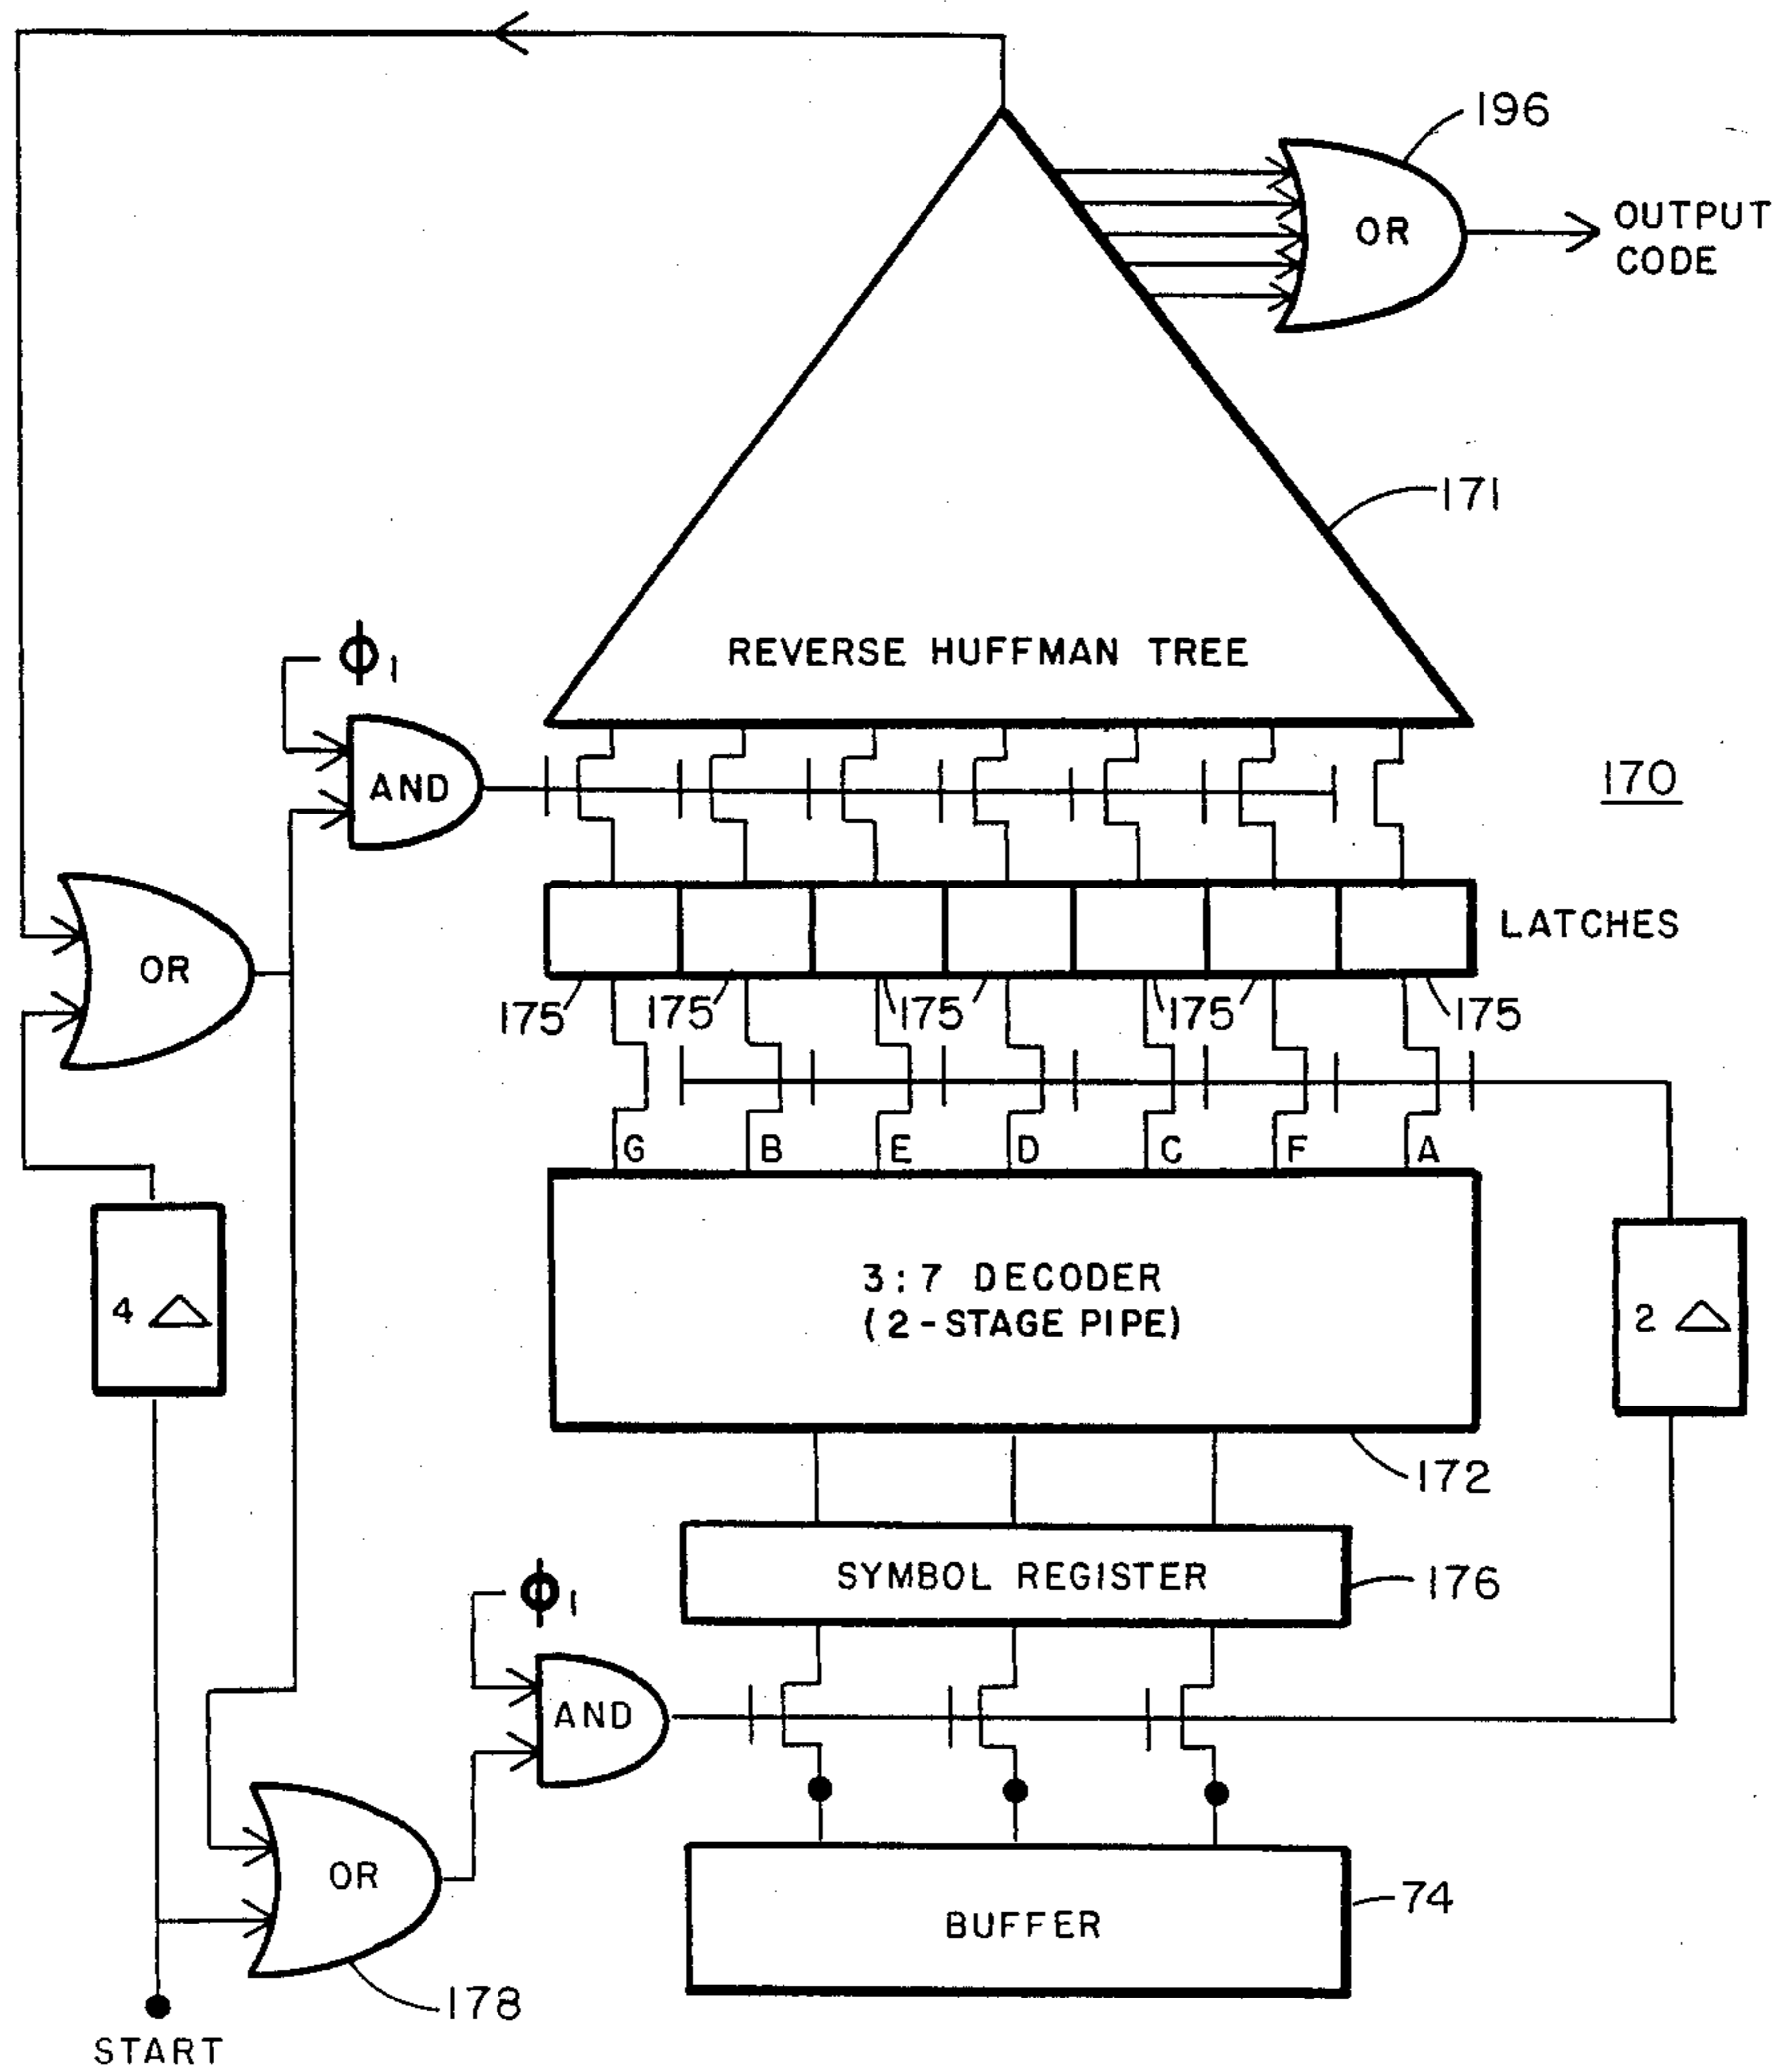 196
OR
OUTPUT
CODE
171
REVERSE HUFFMAN TREE
ϕ1
AND
170
LATCHES
OR
175 175 175 175 175
G B E D C F A
4 △
3:7 DECODER
(2-STAGE PIPE)
2 △
172
SYMBOL REGISTER
176
ϕ1
AND
OR
BUFFER
74
178
START